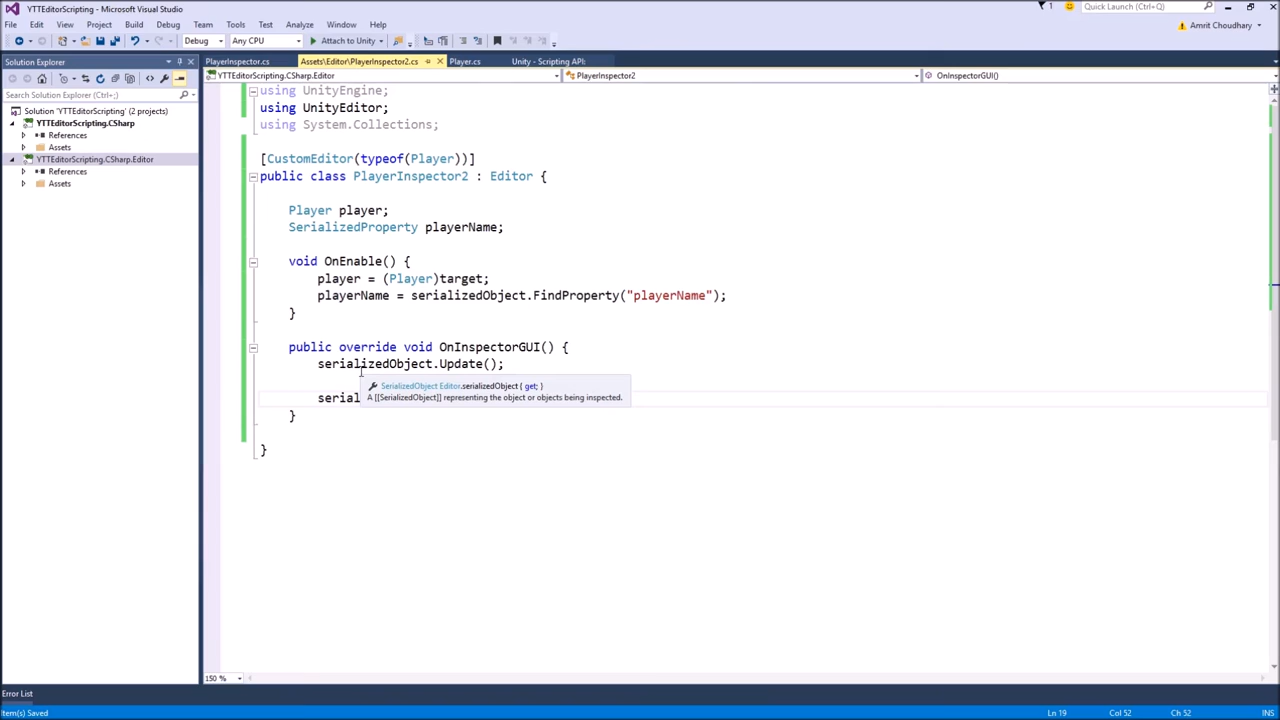 YTTEditorScripting - Microsoft Visual Studio
1
Quick Launch (Ctrl+Q)
File Edit View Project Build Debug Team Tools Test Analyze Window Help
Amrit Choudhary
Debug Any CPU Attach to Unity
Solution Explorer
PlayerInspector.cs Assets\Editor\PlayerInspector2.cs Player.cs Unity - Scripting API:
YTTEditorScripting.CSharp.Editor PlayerInspector2 OnInspectorGUI()
Search Solution Explorer (Ctrl+;)
Solution 'YTTEditorScripting' (2 projects)
YTTEditorScripting.CSharp
References
Assets
YTTEditorScripting.CSharp.Editor
References
Assets
using UnityEngine;
using UnityEditor;
using System.Collections;
[CustomEditor(typeof(Player))]
public class PlayerInspector2 : Editor {
Player player;
SerializedProperty playerName;
void OnEnable() {
player = (Player)target;
playerName = serializedObject.FindProperty("playerName");
}
public override void OnInspectorGUI() {
serializedObject.Update();
SerializedObject Editor.serializedObject { get; }
A [[SerializedObject]] representing the object or objects being inspected.
serial
}
}
150 %
Error List
tem(s) Saved Ln 19 Col 52 Ch 52 INS